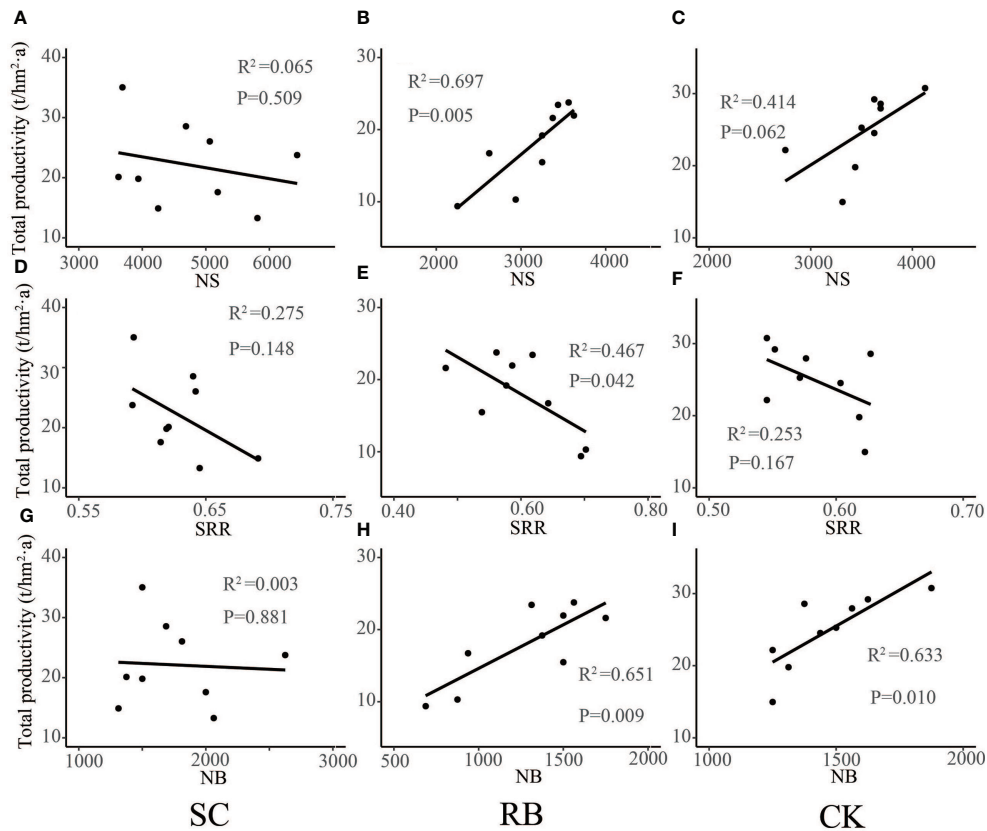 A
B
C
Total productivity (t/hm²·a)
40
30
20
10
R²=0.065
P=0.509
3000 4000 5000 6000
NS
30
20
10
R²=0.697
P=0.005
2000 3000 4000
NS
30
20
10
R²=0.414
P=0.062
2000 3000 4000
NS
D
E
F
Total productivity (t/hm²·a)
40
30
20
10
R²=0.275
P=0.148
0.55 0.65 0.75
SRR
30
20
10
R²=0.467
P=0.042
0.40 0.60 0.80
SRR
30
20
10
R²=0.253
P=0.167
0.50 0.60 0.70
SRR
G
H
I
Total productivity (t/hm²·a)
40
30
20
10
R²=0.003
P=0.881
1000 2000 3000
NB
30
20
10
R²=0.651
P=0.009
500 1000 1500 2000
NB
30
20
10
R²=0.633
P=0.010
1000 1500 2000
NB
SC RB CK